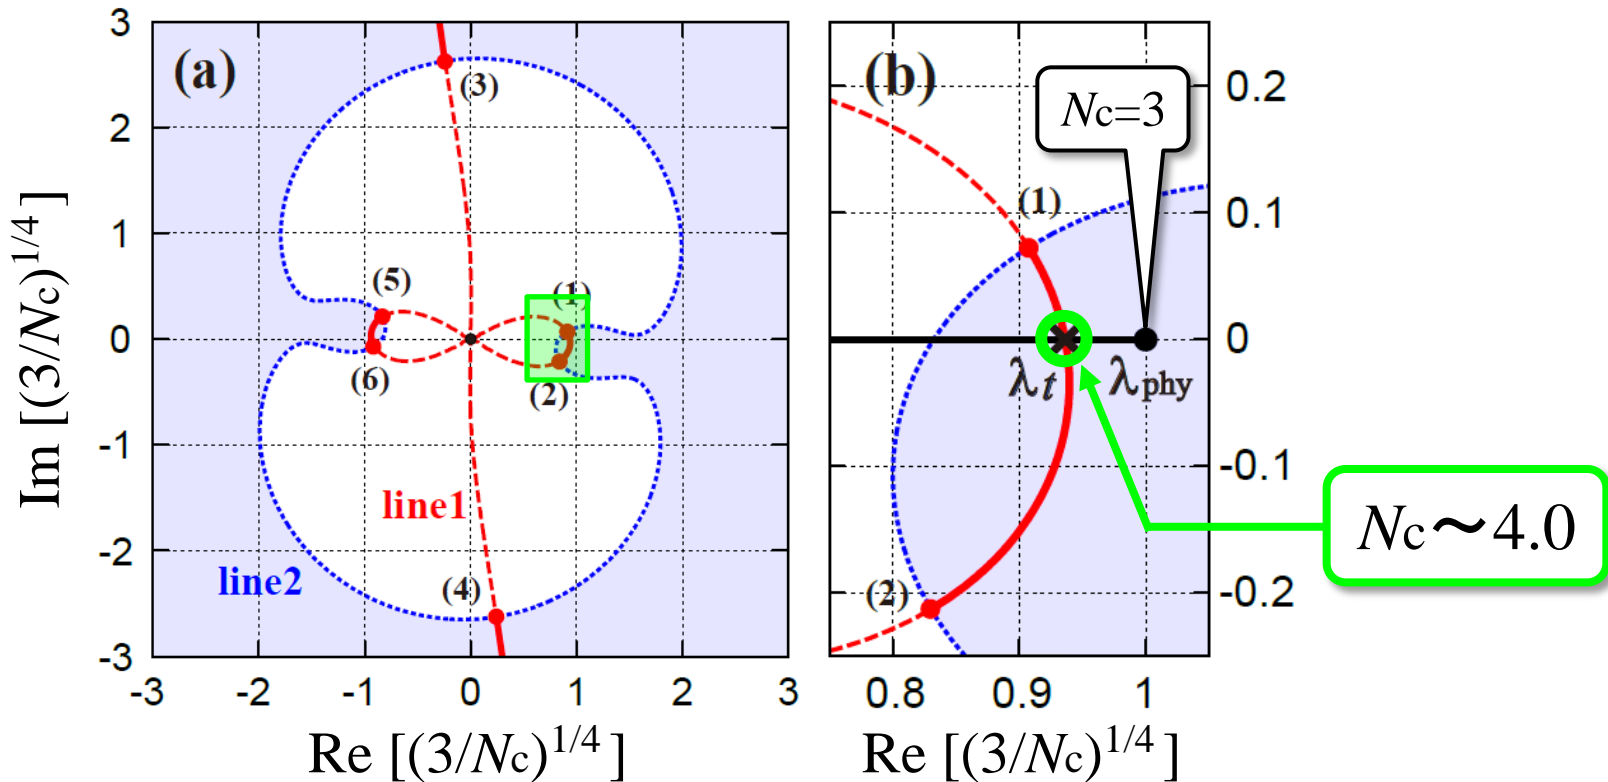 (a)
(3)
(5)
(1)
(6)
(2)
(4)
line1
line2
3
2
1
0
-1
-2
-3
-3
-2
-1
0
1
2
3
Im [(3/Nc)^1/4 ]
Re [(3/Nc)^1/4 ]
(b)
Nc=3
(1)
λt
λphy
(2)
0.2
0.1
0
-0.1
-0.2
Nc～4.0
0.8
0.9
1
Re [(3/Nc)^1/4 ]